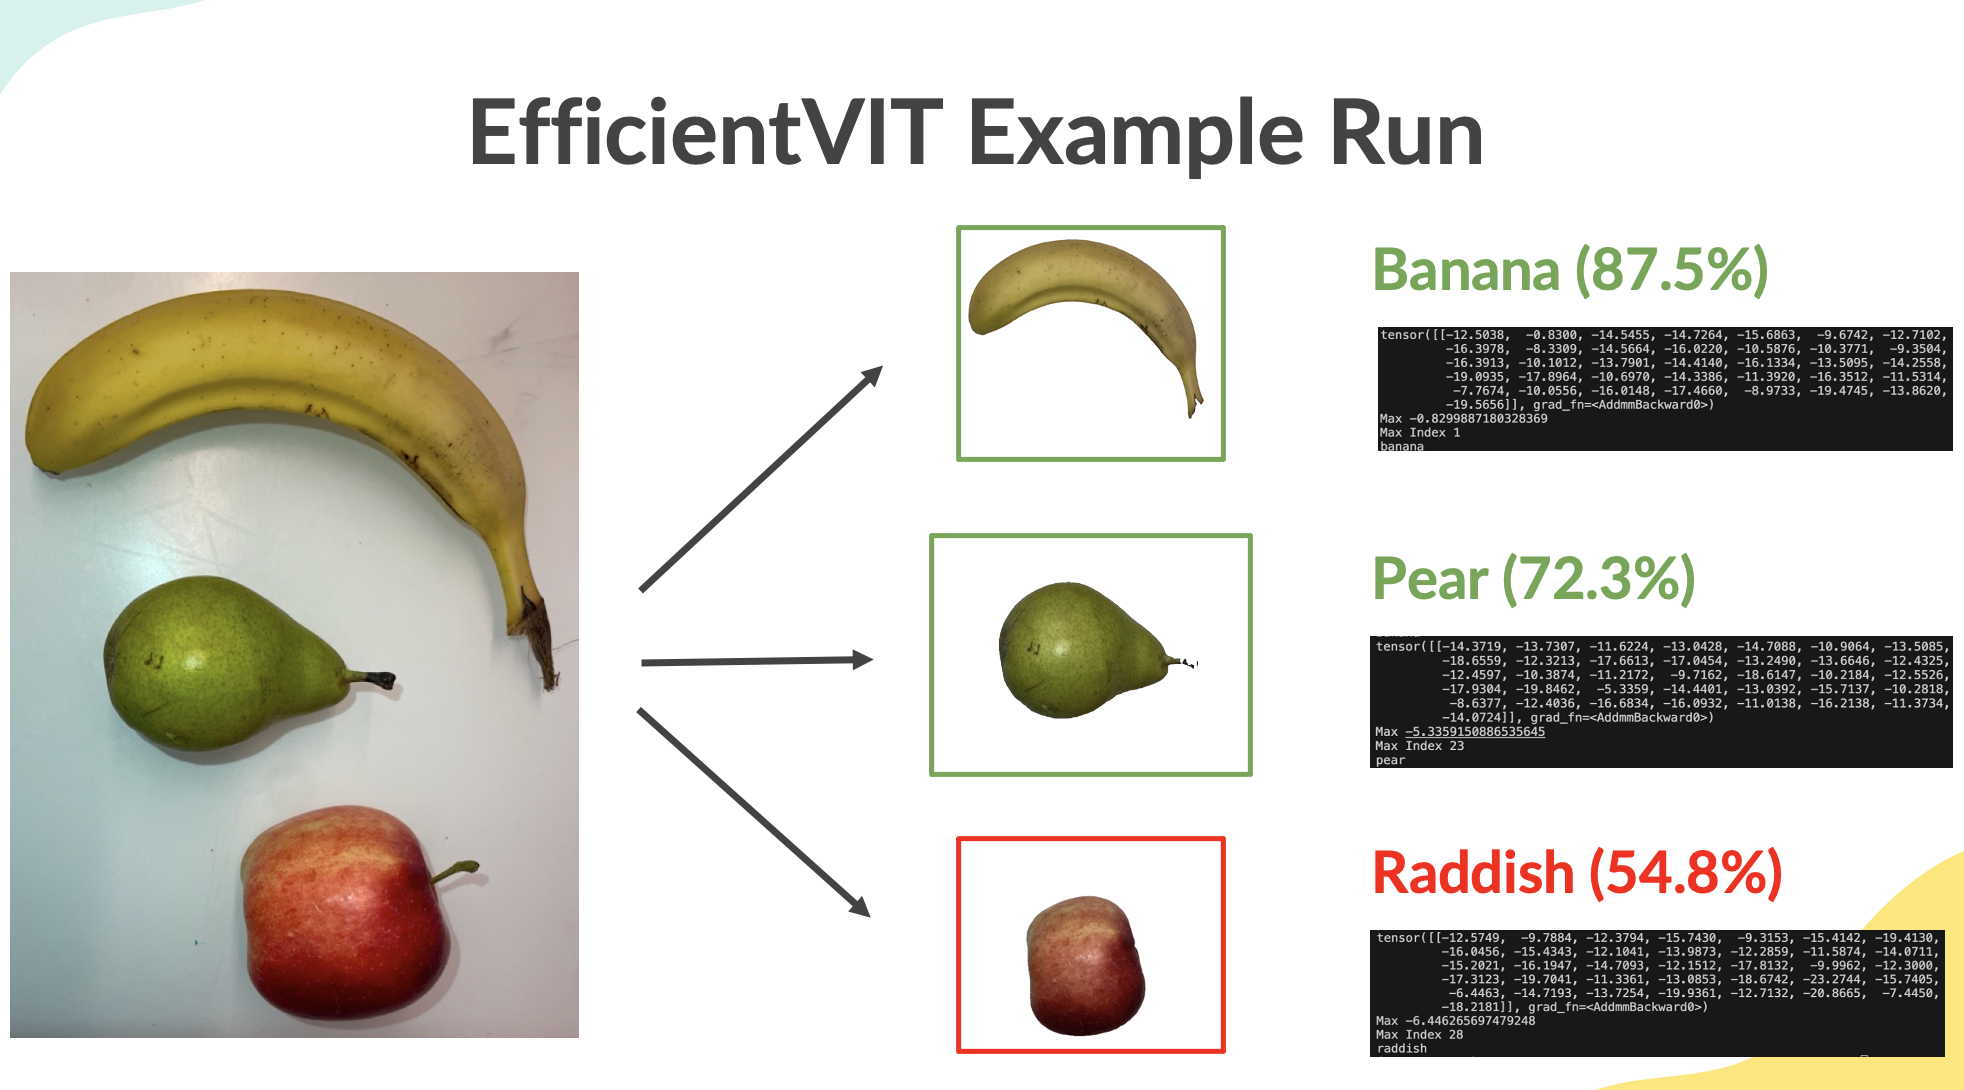 EfficientVIT Example Run
Banana (87.5%)
tensor([[-12.5038, -0.8300, -14.5455, -14.7264, -15.6863, -9.6742, -12.7102,
-16.3978, -8.3309, -14.5664, -16.0220, -10.5876, -10.3771, -9.3504,
-16.3913, -10.1012, -13.7901, -14.4140, -16.1334, -13.5095, -14.2558,
-19.0935, -17.8964, -10.6970, -14.3386, -11.3920, -16.3512, -11.5314,
-7.7674, -10.0556, -16.0148, -17.4660, -8.9733, -19.4745, -13.8620,
-19.5656]], grad_fn=<AddmmBackward0>)
Max -0.8299887180328369
Max Index 1
banana
Pear (72.3%)
tensor([[-14.3719, -13.7307, -11.6224, -13.0428, -14.7088, -10.9064, -13.5085,
-18.6559, -12.3213, -17.6613, -17.0454, -13.2490, -13.6646, -12.4325,
-12.4597, -10.3874, -11.2172, -9.7162, -18.6147, -10.2184, -12.5526,
-17.9304, -19.8462, -5.3359, -14.4401, -13.0392, -15.7137, -10.2818,
-8.6377, -12.4036, -16.6834, -16.0932, -11.0138, -16.2138, -11.3734,
-14.0724]], grad_fn=<AddmmBackward0>)
Max -5.3359150886535645
Max Index 23
pear
Raddish (54.8%)
tensor([[-12.5749, -9.7884, -12.3794, -15.7430, -9.3153, -15.4142, -19.4130,
-16.0456, -15.4343, -12.1041, -13.9873, -12.2859, -11.5874, -14.0711,
-15.2021, -16.1947, -14.7093, -12.1512, -17.8132, -9.9962, -12.3000,
-17.3123, -19.7041, -11.3361, -13.0853, -18.6742, -23.2744, -15.7405,
-6.4463, -14.7193, -13.7254, -19.9361, -12.7132, -20.8665, -7.4450,
-18.2181]], grad_fn=<AddmmBackward0>)
Max -6.446265697479248
Max Index 28
raddish